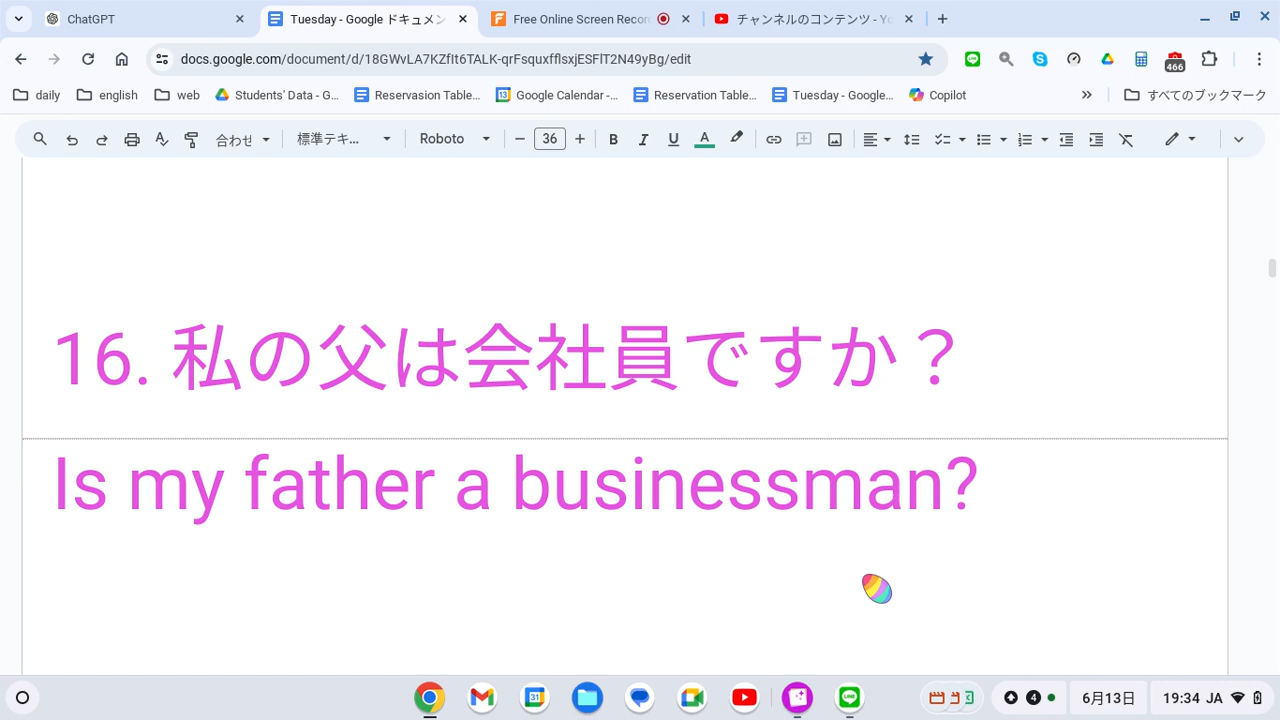 ChatGPT
Tuesday - Google ドキュメン
Free Online Screen Record
チャンネルのコンテンツ - Yo
docs.google.com/document/d/18GWvLA7KZfIt6TALK-qrFsquxfflsxjESFlT2N49yBg/edit
466
daily
english
web
Students' Data - G...
Reservasion Table...
Google Calendar -...
Reservation Table...
Tuesday - Google...
Copilot
すべてのブックマーク
合わせ
標準テキ...
Roboto
36
B
I
U
A
16. 私の父は会社員ですか？
Is my father a businessman?
31
4
6月13日
19:34 JA